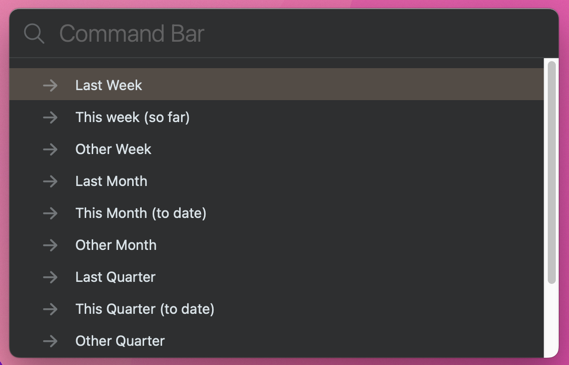 Command Bar
Last Week
This week (so far)
Other Week
Last Month
This Month (to date)
Other Month
Last Quarter
This Quarter (to date)
Other Quarter